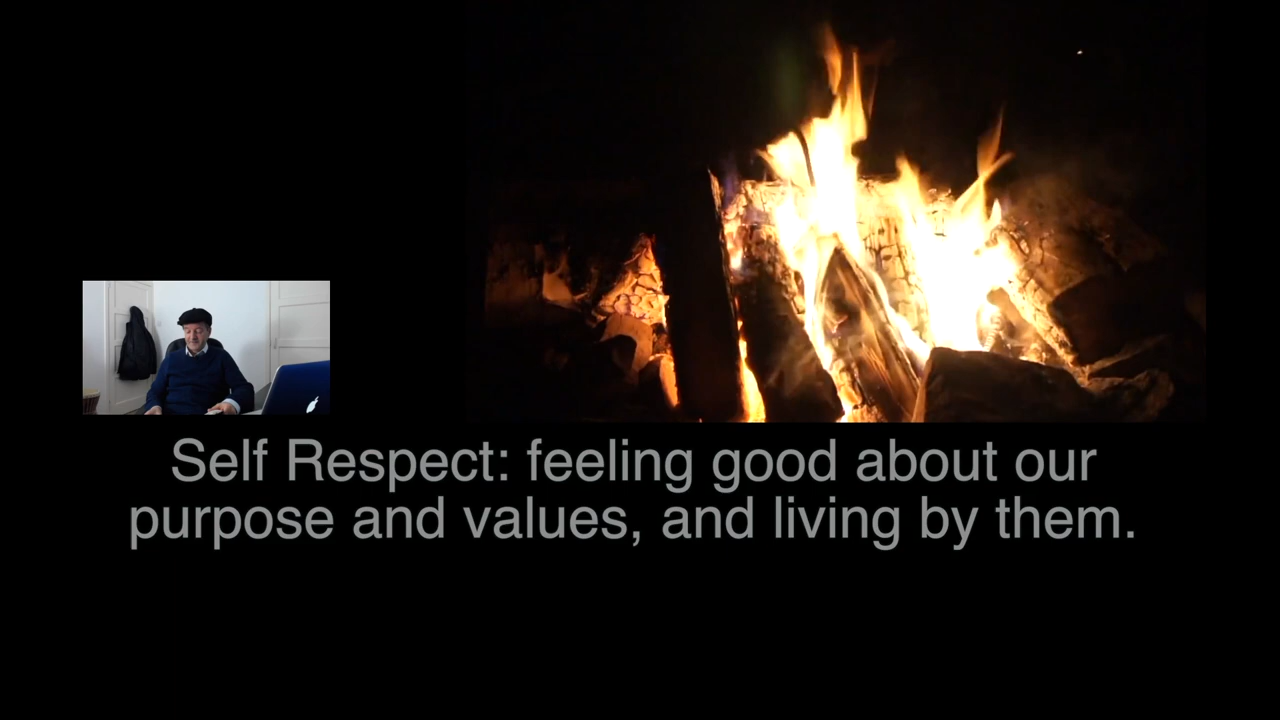 Self Respect: feeling good about our
purpose and values, and living by them.